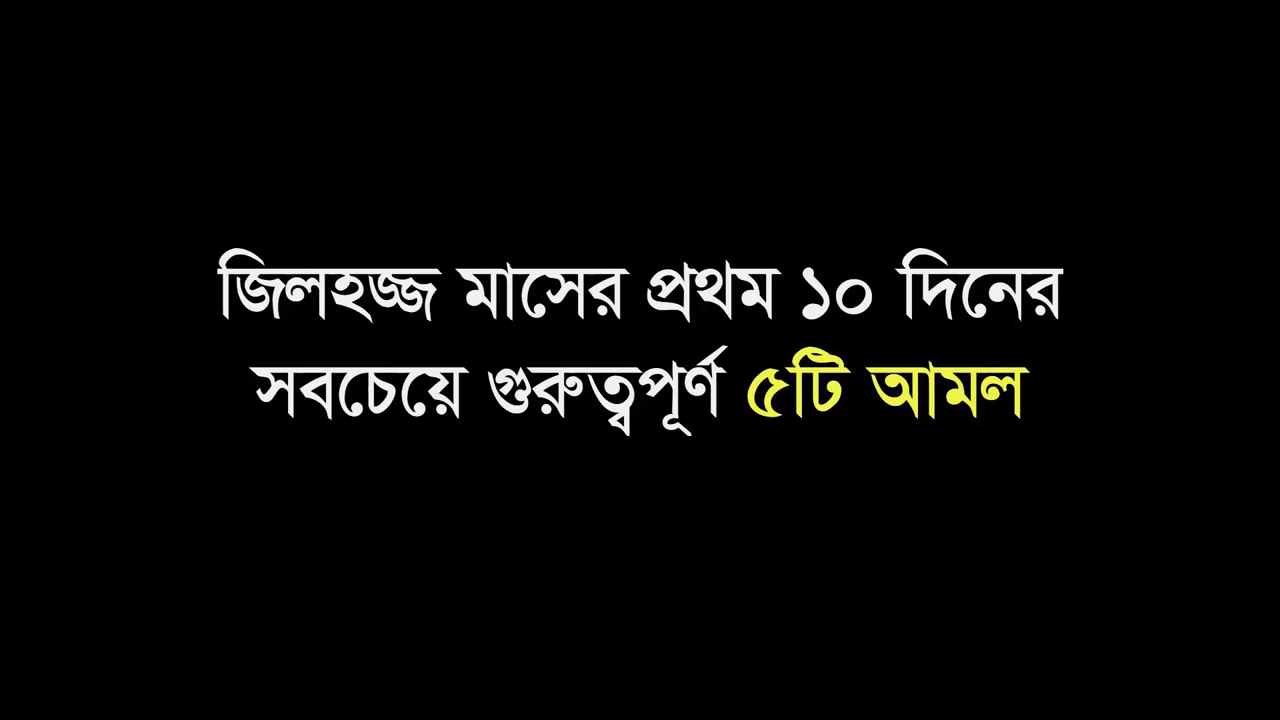 জিলহজ্জ মাসের প্রথম ১০ দিনের
সবচেয়ে গুরুত্বপূর্ণ ৫টি আমল